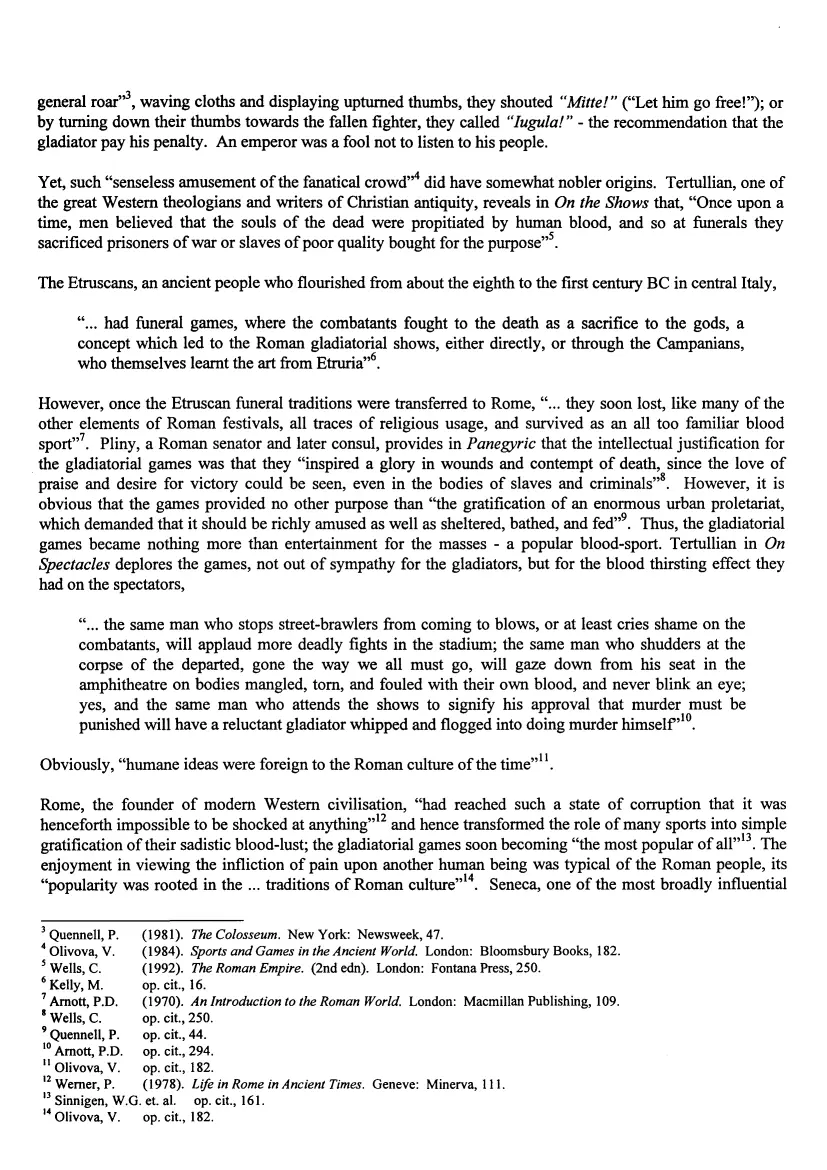 general roar”³, waving cloths and displaying upturned thumbs, they shouted “Mitte!” (“Let him go free!”); or
by turning down their thumbs towards the fallen fighter, they called “Iugula!” - the recommendation that the
gladiator pay his penalty. An emperor was a fool not to listen to his people.
Yet, such “senseless amusement of the fanatical crowd”⁴ did have somewhat nobler origins. Tertullian, one of
the great Western theologians and writers of Christian antiquity, reveals in On the Shows that, “Once upon a
time, men believed that the souls of the dead were propitiated by human blood, and so at funerals they
sacrificed prisoners of war or slaves of poor quality bought for the purpose”⁵.
The Etruscans, an ancient people who flourished from about the eighth to the first century BC in central Italy,
“... had funeral games, where the combatants fought to the death as a sacrifice to the gods, a
concept which led to the Roman gladiatorial shows, either directly, or through the Campanians,
who themselves learnt the art from Etruria”⁶.
However, once the Etruscan funeral traditions were transferred to Rome, “... they soon lost, like many of the
other elements of Roman festivals, all traces of religious usage, and survived as an all too familiar blood
sport”⁷. Pliny, a Roman senator and later consul, provides in Panegyric that the intellectual justification for
the gladiatorial games was that they “inspired a glory in wounds and contempt of death, since the love of
praise and desire for victory could be seen, even in the bodies of slaves and criminals”⁸. However, it is
obvious that the games provided no other purpose than “the gratification of an enormous urban proletariat,
which demanded that it should be richly amused as well as sheltered, bathed, and fed”⁹. Thus, the gladiatorial
games became nothing more than entertainment for the masses - a popular blood-sport. Tertullian in On
Spectacles deplores the games, not out of sympathy for the gladiators, but for the blood thirsting effect they
had on the spectators,
“... the same man who stops street-brawlers from coming to blows, or at least cries shame on the
combatants, will applaud more deadly fights in the stadium; the same man who shudders at the
corpse of the departed, gone the way we all must go, will gaze down from his seat in the
amphitheatre on bodies mangled, torn, and fouled with their own blood, and never blink an eye;
yes, and the same man who attends the shows to signify his approval that murder must be
punished will have a reluctant gladiator whipped and flogged into doing murder himself”¹⁰.
Obviously, “humane ideas were foreign to the Roman culture of the time”¹¹.
Rome, the founder of modern Western civilisation, “had reached such a state of corruption that it was
henceforth impossible to be shocked at anything”¹² and hence transformed the role of many sports into simple
gratification of their sadistic blood-lust; the gladiatorial games soon becoming “the most popular of all”¹³. The
enjoyment in viewing the infliction of pain upon another human being was typical of the Roman people, its
“popularity was rooted in the ... traditions of Roman culture”¹⁴. Seneca, one of the most broadly influential
³ Quennell, P. (1981). The Colosseum. New York: Newsweek, 47.
⁴ Olivova, V. (1984). Sports and Games in the Ancient World. London: Bloomsbury Books, 182.
⁵ Wells, C. (1992). The Roman Empire. (2nd edn). London: Fontana Press, 250.
⁶ Kelly, M. op. cit., 16.
⁷ Arnott, P.D. (1970). An Introduction to the Roman World. London: Macmillan Publishing, 109.
⁸ Wells, C. op. cit., 250.
⁹ Quennell, P. op. cit., 44.
¹⁰ Arnott, P.D. op. cit., 294.
¹¹ Olivova, V. op. cit., 182.
¹² Werner, P. (1978). Life in Rome in Ancient Times. Geneve: Minerva, 111.
¹³ Sinnigen, W.G. et. al. op. cit., 161.
¹⁴ Olivova, V. op. cit., 182.